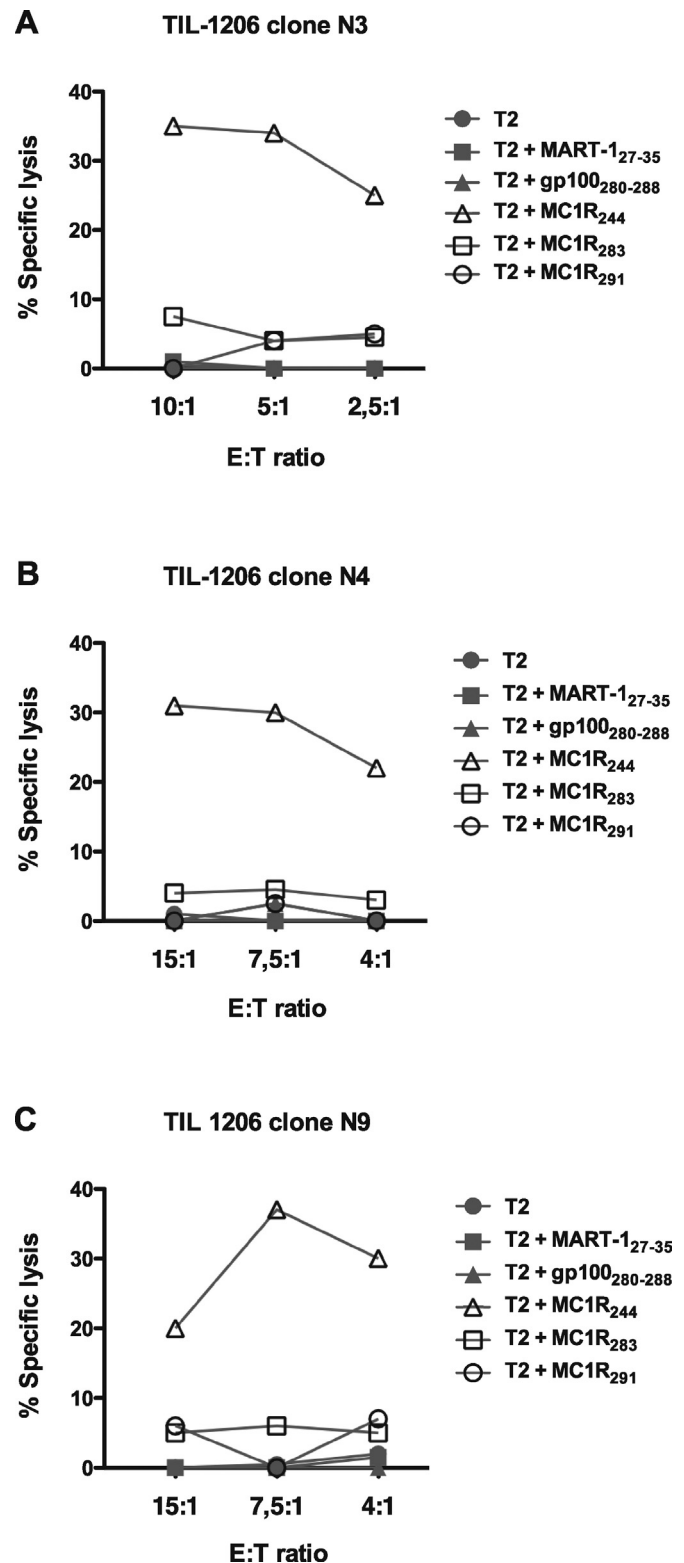 A
TIL-1206 clone N3
% Specific lysis
40
30
20
10
0
10:1 5:1 2,5:1
E:T ratio
T2
T2 + MART-1₂₇₋₃₅
T2 + gp100₂₈₀₋₂₈₈
T2 + MC1R₂₄₄
T2 + MC1R₂₈₃
T2 + MC1R₂₉₁
B
TIL-1206 clone N4
% Specific lysis
40
30
20
10
0
15:1 7,5:1 4:1
E:T ratio
T2
T2 + MART-1₂₇₋₃₅
T2 + gp100₂₈₀₋₂₈₈
T2 + MC1R₂₄₄
T2 + MC1R₂₈₃
T2 + MC1R₂₉₁
C
TIL 1206 clone N9
% Specific lysis
40
30
20
10
0
15:1 7,5:1 4:1
E:T ratio
T2
T2 + MART-1₂₇₋₃₅
T2 + gp100₂₈₀₋₂₈₈
T2 + MC1R₂₄₄
T2 + MC1R₂₈₃
T2 + MC1R₂₉₁